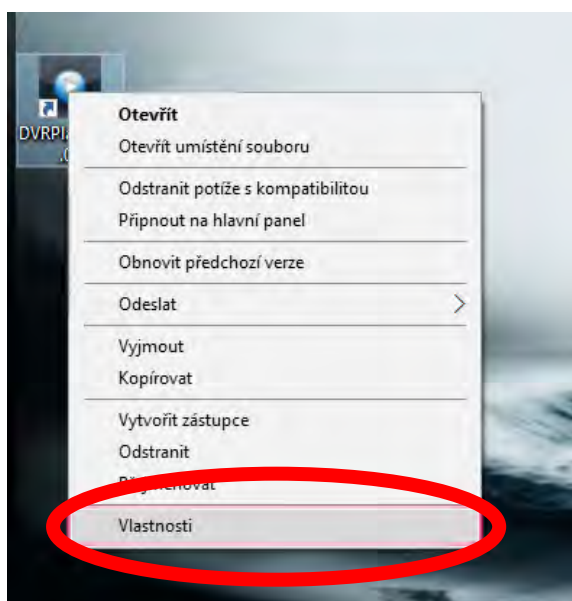 Otevřít
Otevřít umístění souboru
Odstranit potíže s kompatibilitou
Připnout na hlavní panel
Obnovit předchozí verze
Odeslat
Vyjmout
Kopírovat
Vytvořit zástupce
Odstranit
Přejmenovat
Vlastnosti